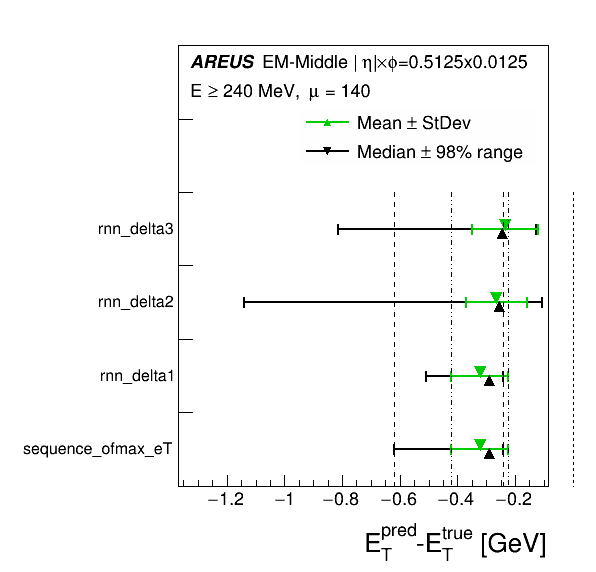 AREUS EM-Middle | η|×ϕ=0.5125x0.0125
E ≥ 240 MeV, μ = 140
Mean ± StDev
Median ± 98% range
rnn_delta3
rnn_delta2
rnn_delta1
sequence_ofmax_eT
−1.2 −1 −0.8 −0.6 −0.4 −0.2
E_T^pred-E_T^true [GeV]